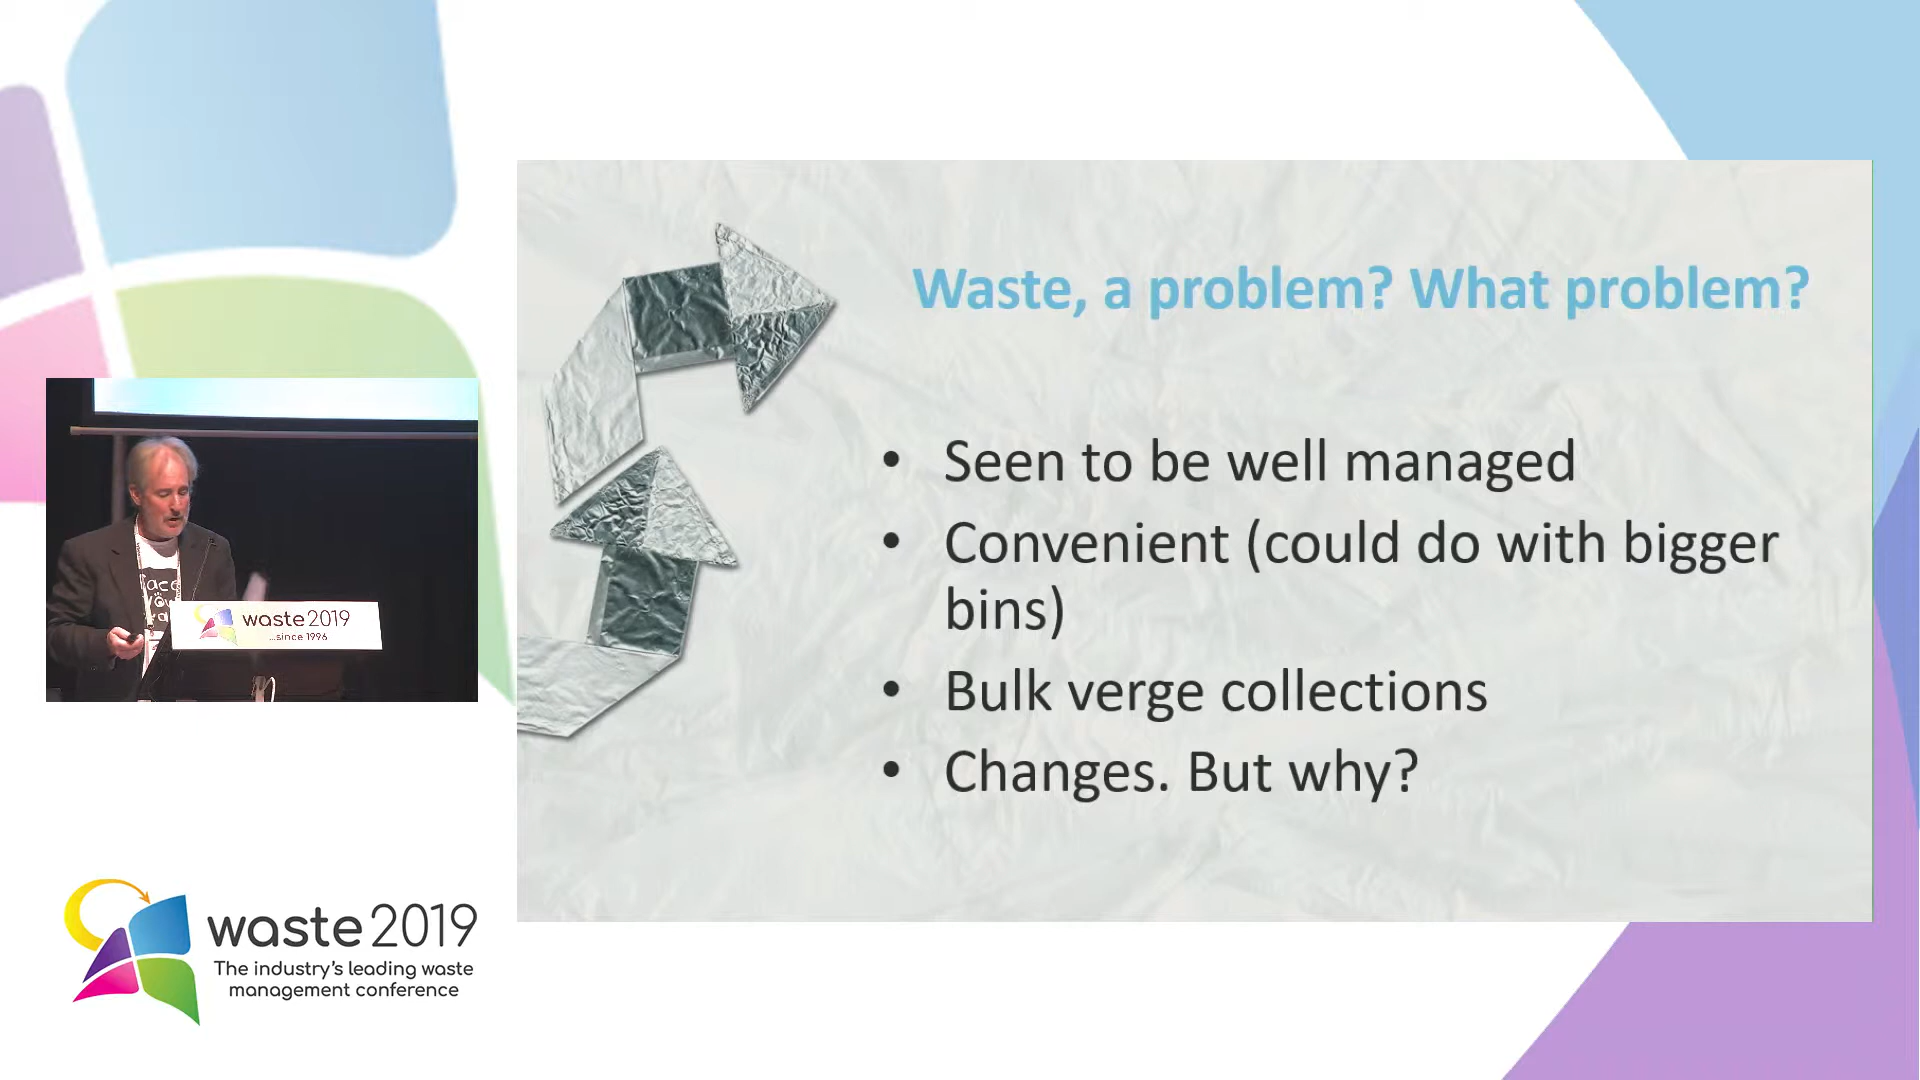 Waste, a problem? What problem?
• Seen to be well managed
• Convenient (could do with bigger
bins)
• Bulk verge collections
• Changes. But why?
waste2019
...since 1996
waste2019
The industry's leading waste
management conference